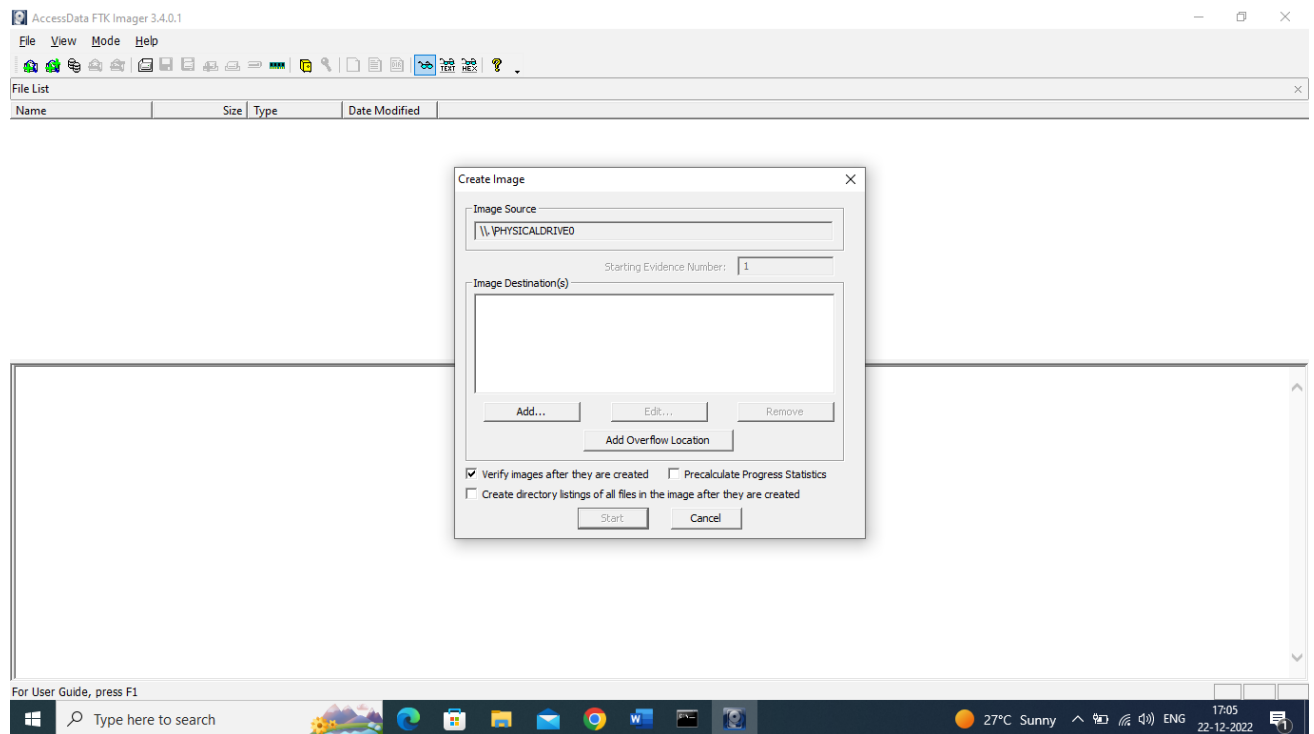 AccessData FTK Imager 3.4.0.1
File View Mode Help
TEXT HEX
File List
Name Size Type Date Modified
Create Image
Image Source
\\.\PHYSICALDRIVE0
Starting Evidence Number: 1
Image Destination(s)
Add... Edit... Remove
Add Overflow Location
Verify images after they are created Precalculate Progress Statistics
Create directory listings of all files in the image after they are created
Start Cancel
For User Guide, press F1
Type here to search 27°C Sunny ENG 17:05
22-12-2022